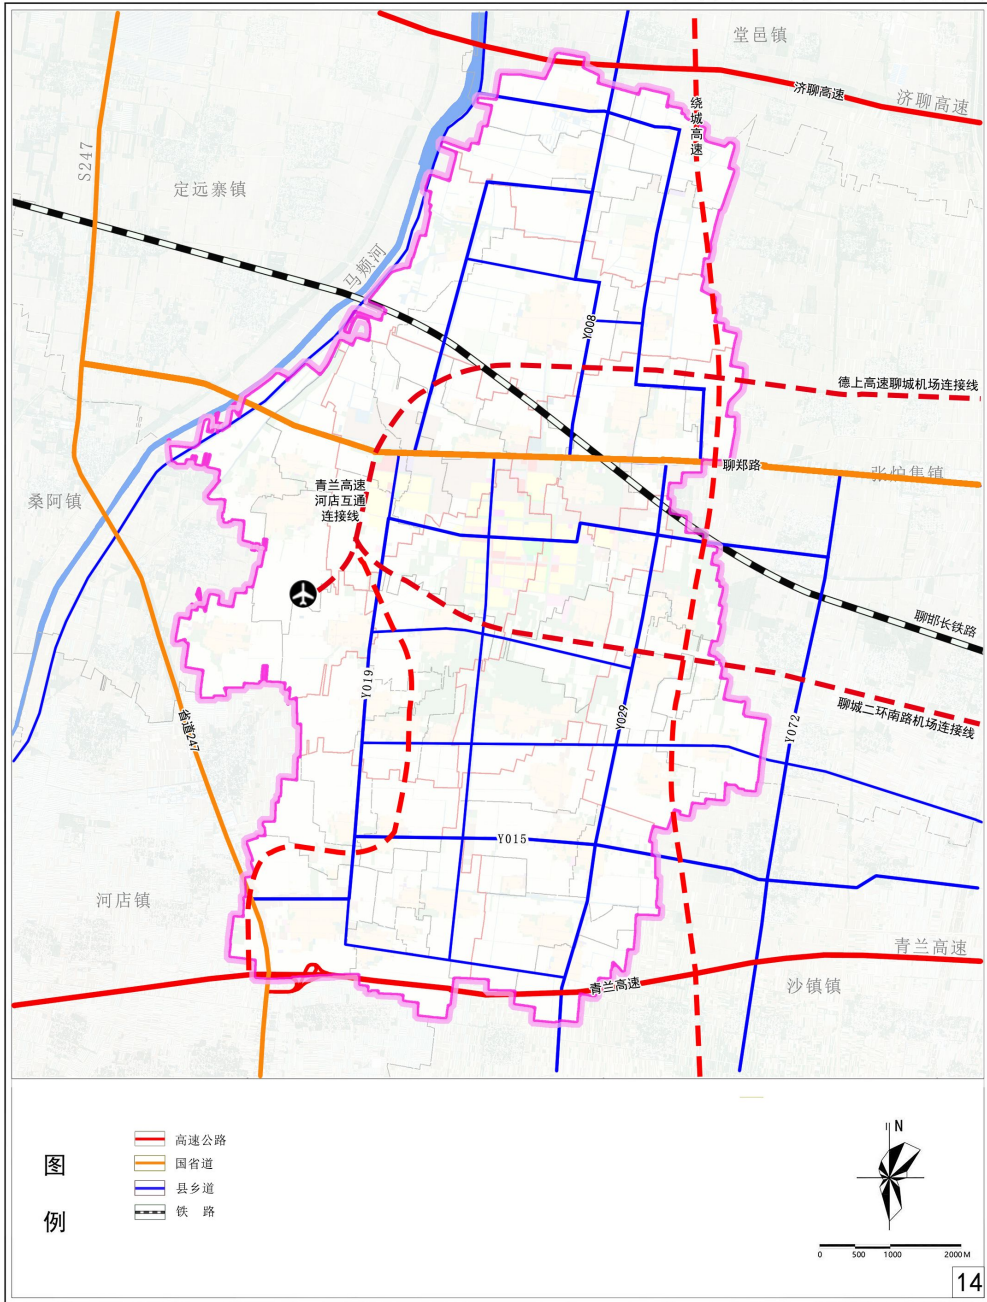 堂邑镇
济聊高速
济聊高速
绕城高速
S247
定远寨镇
马颊河
Y008
德上高速聊城机场连接线
聊郑路
张炉集镇
青兰高速
河店互通
连接线
桑阿镇
聊邯长铁路
Y019
Y029
聊城二环南路机场连接线
Y072
省道247
Y015
河店镇
青兰高速
沙镇镇
青兰高速
图例
高速公路
国省道
县乡道
铁 路
N
0 500 1000 2000M
14